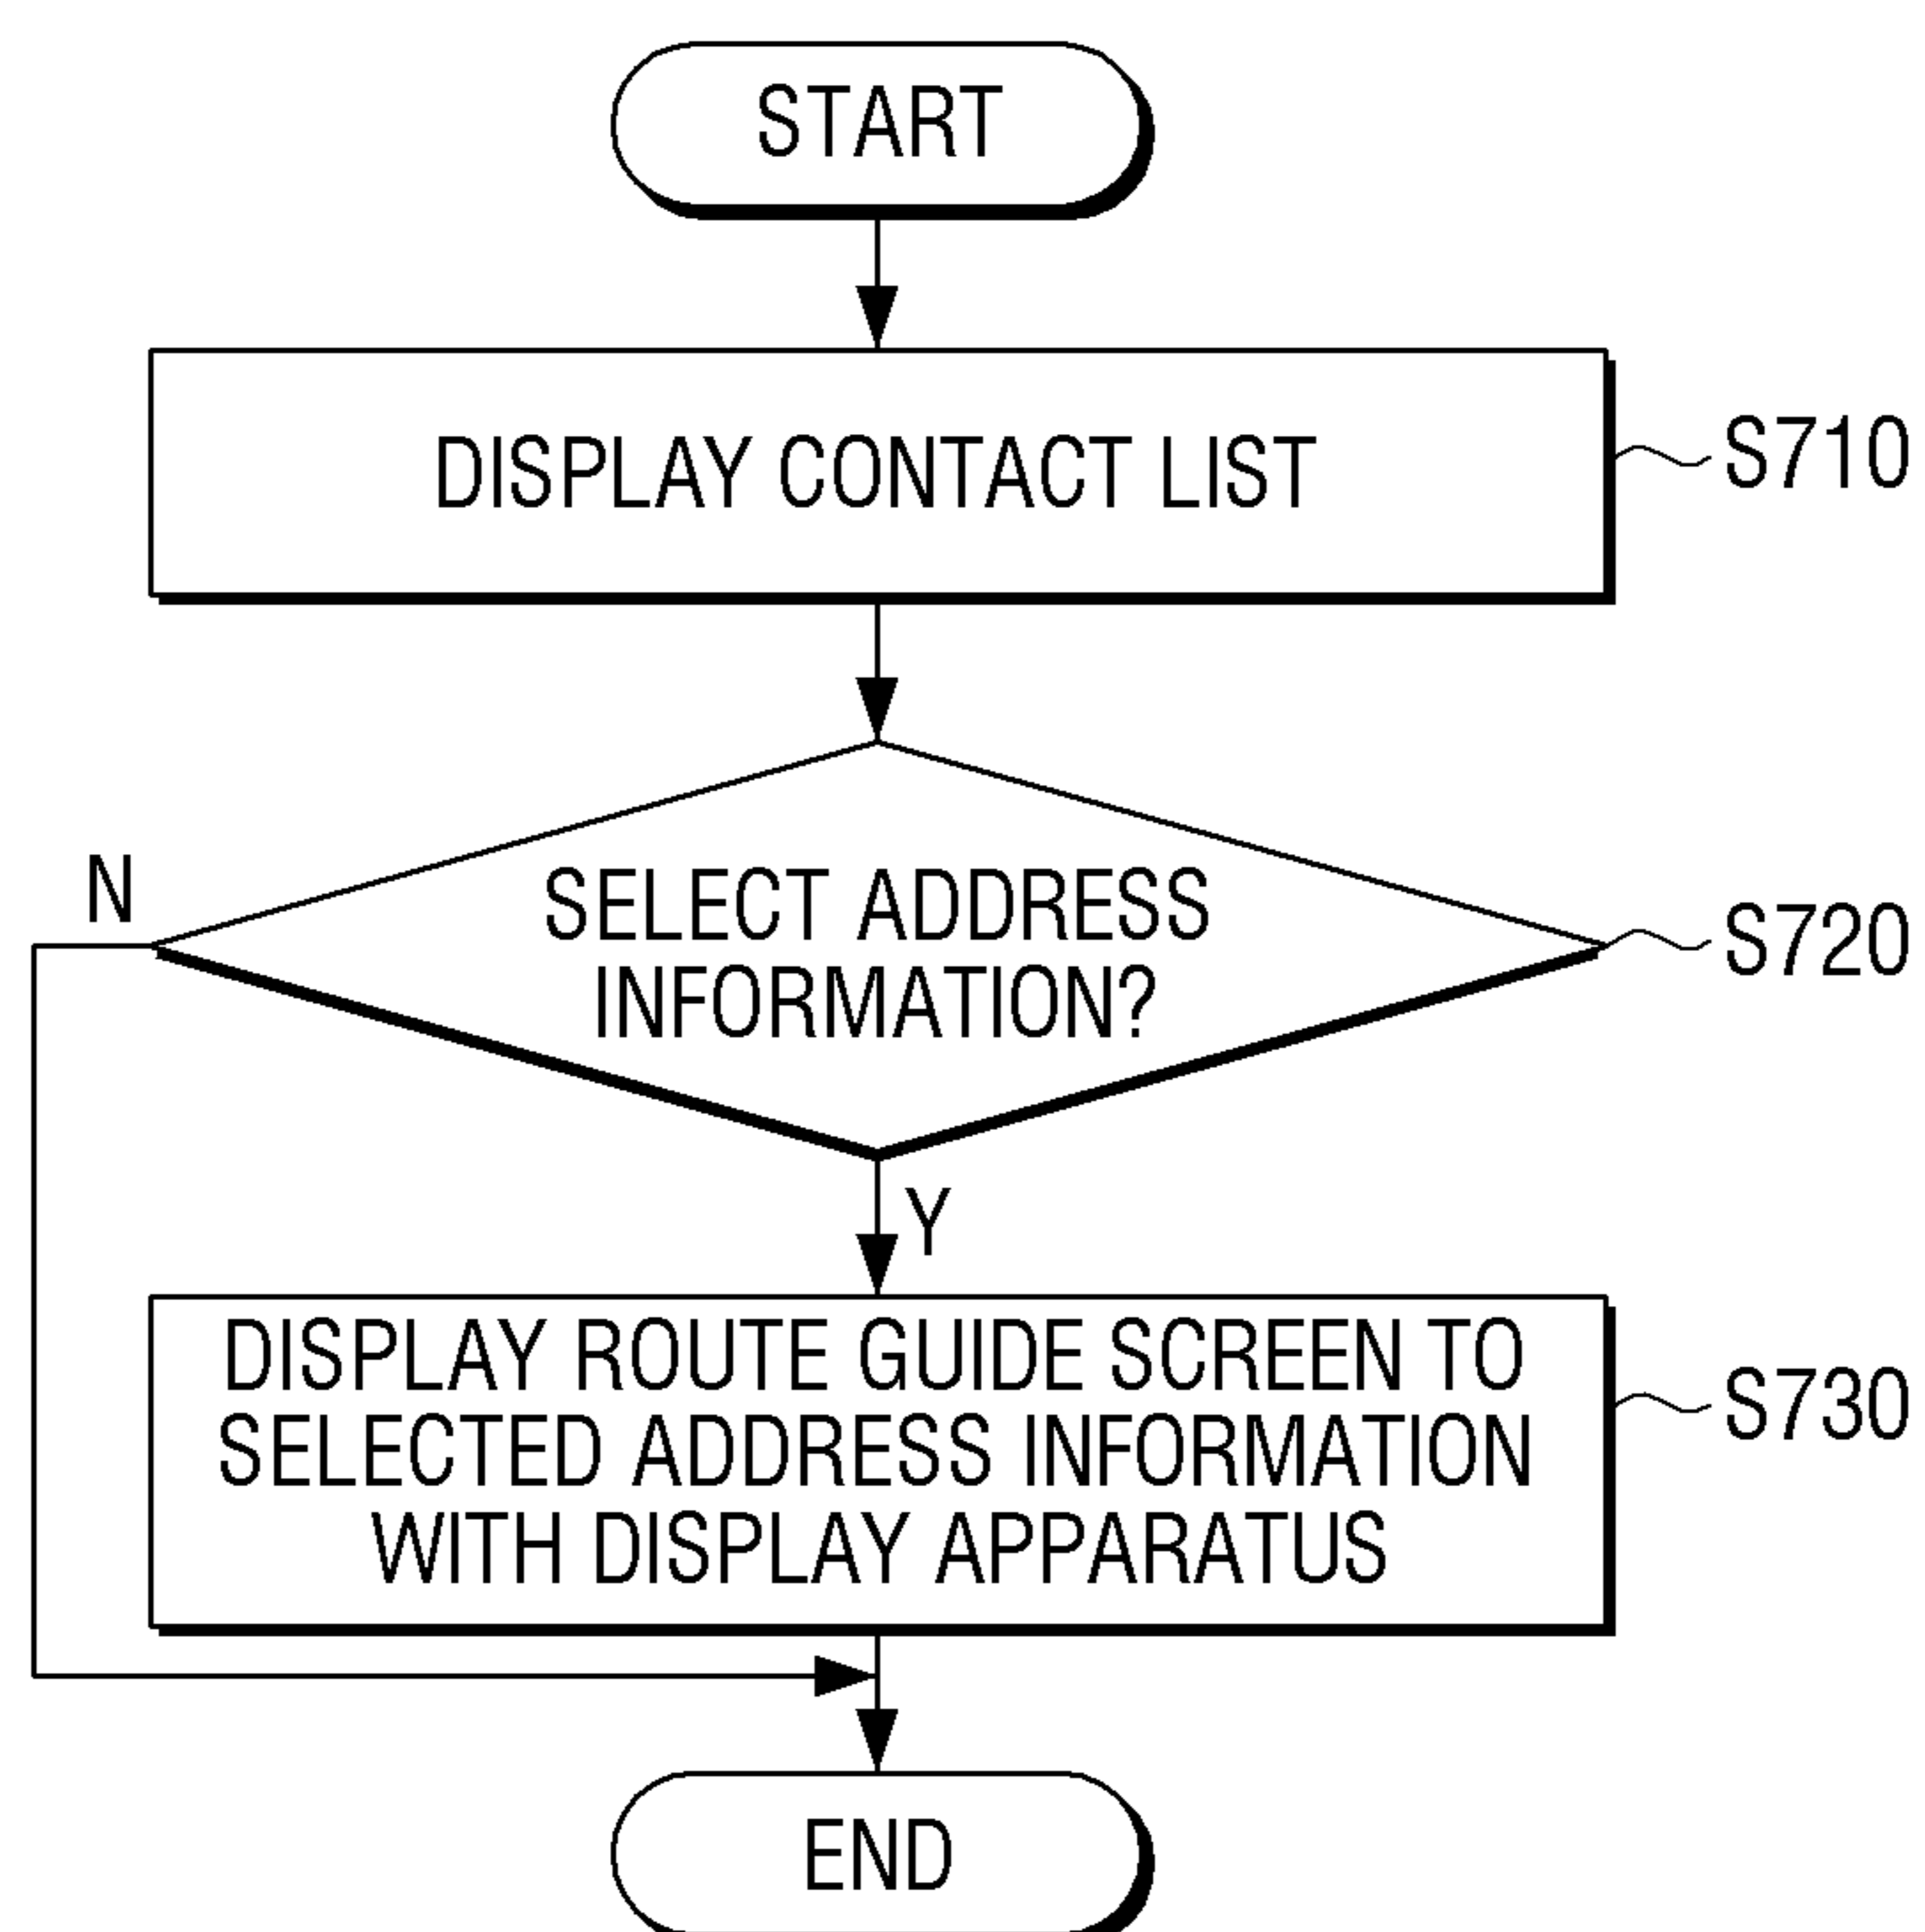 START
DISPLAY CONTACT LIST
S710
N
SELECT ADDRESS
INFORMATION?
S720
Y
DISPLAY ROUTE GUIDE SCREEN TO
SELECTED ADDRESS INFORMATION
WITH DISPLAY APPARATUS
S730
END